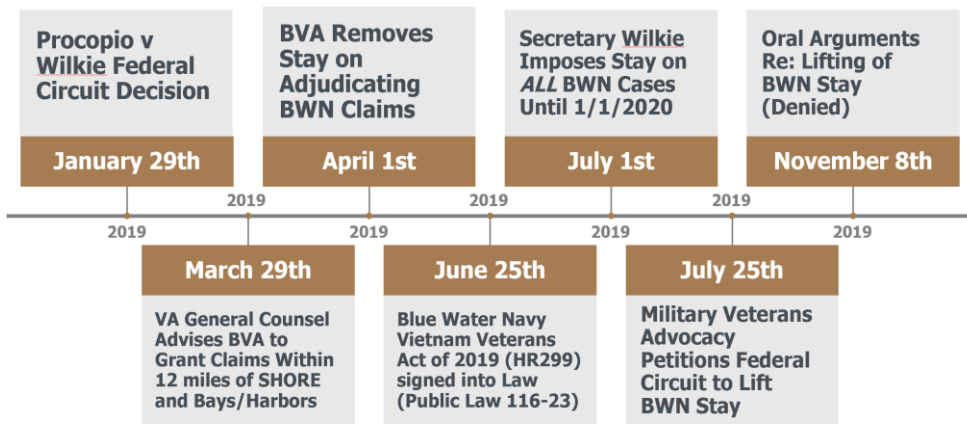 Procopio v
Wilkie Federal
Circuit Decision
January 29th
2019
BVA Removes
Stay on
Adjudicating
BWN Claims
April 1st
2019
Secretary Wilkie
Imposes Stay on
ALL BWN Cases
Until 1/1/2020
July 1st
2019
Oral Arguments
Re: Lifting of
BWN Stay
(Denied)
November 8th
2019
2019
March 29th
VA General Counsel
Advises BVA to
Grant Claims Within
12 miles of SHORE
and Bays/Harbors
2019
June 25th
Blue Water Navy
Vietnam Veterans
Act of 2019 (HR299)
signed into Law
(Public Law 116-23)
2019
July 25th
Military Veterans
Advocacy
Petitions Federal
Circuit to Lift
BWN Stay